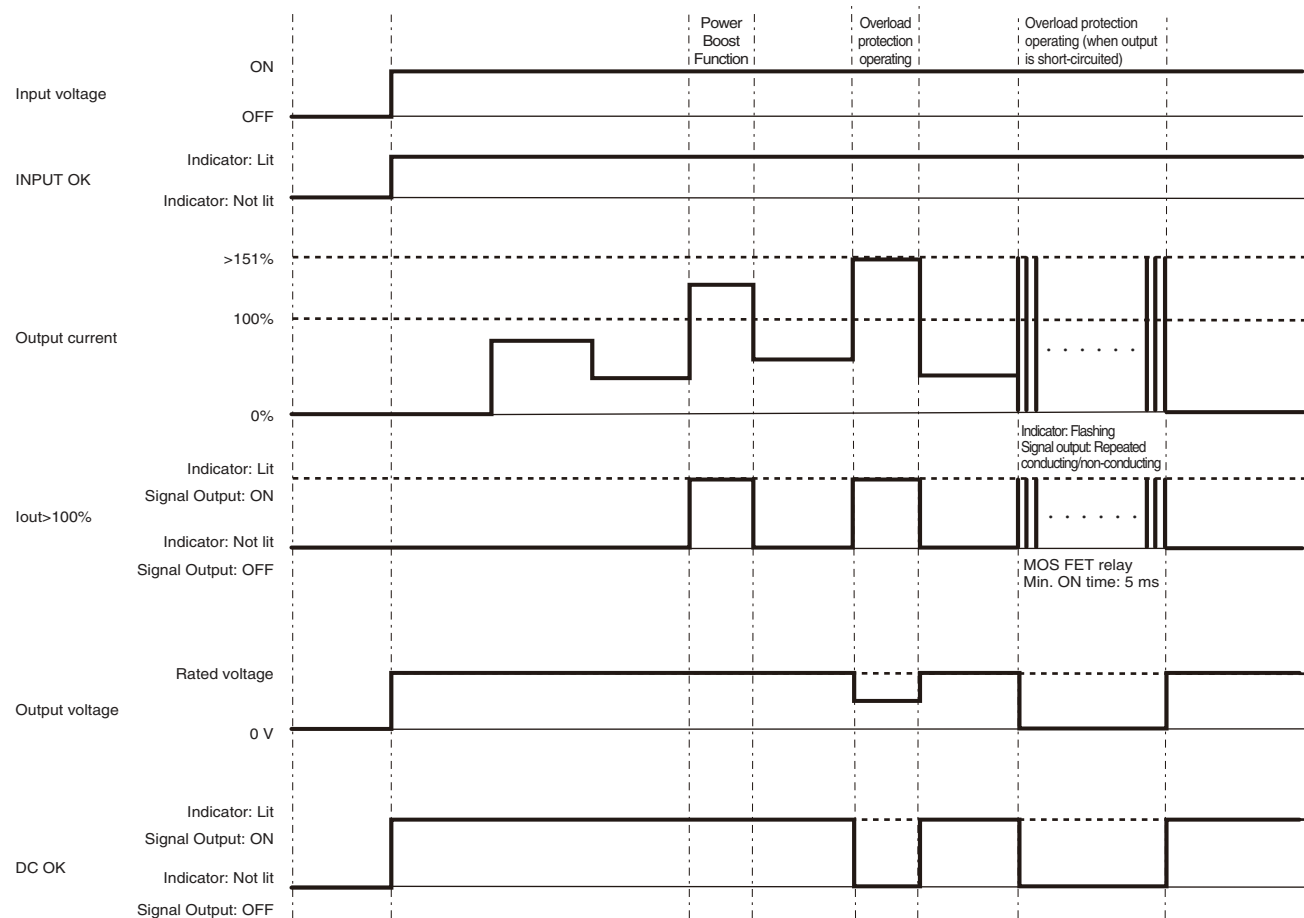 Power
Boost
Function
Overload
protection
operating
Overload protection
operating (when output
is short-circuited)
Input voltage
ON
OFF
INPUT OK
Indicator: Lit
Indicator: Not lit
Output current
>151%
100%
0%
Iout>100%
Indicator: Lit
Signal Output: ON
Indicator: Not lit
Signal Output: OFF
Indicator: Flashing
Signal output: Repeated
conducting/non-conducting
MOS FET relay
Min. ON time: 5 ms
Output voltage
Rated voltage
0 V
DC OK
Indicator: Lit
Signal Output: ON
Indicator: Not lit
Signal Output: OFF